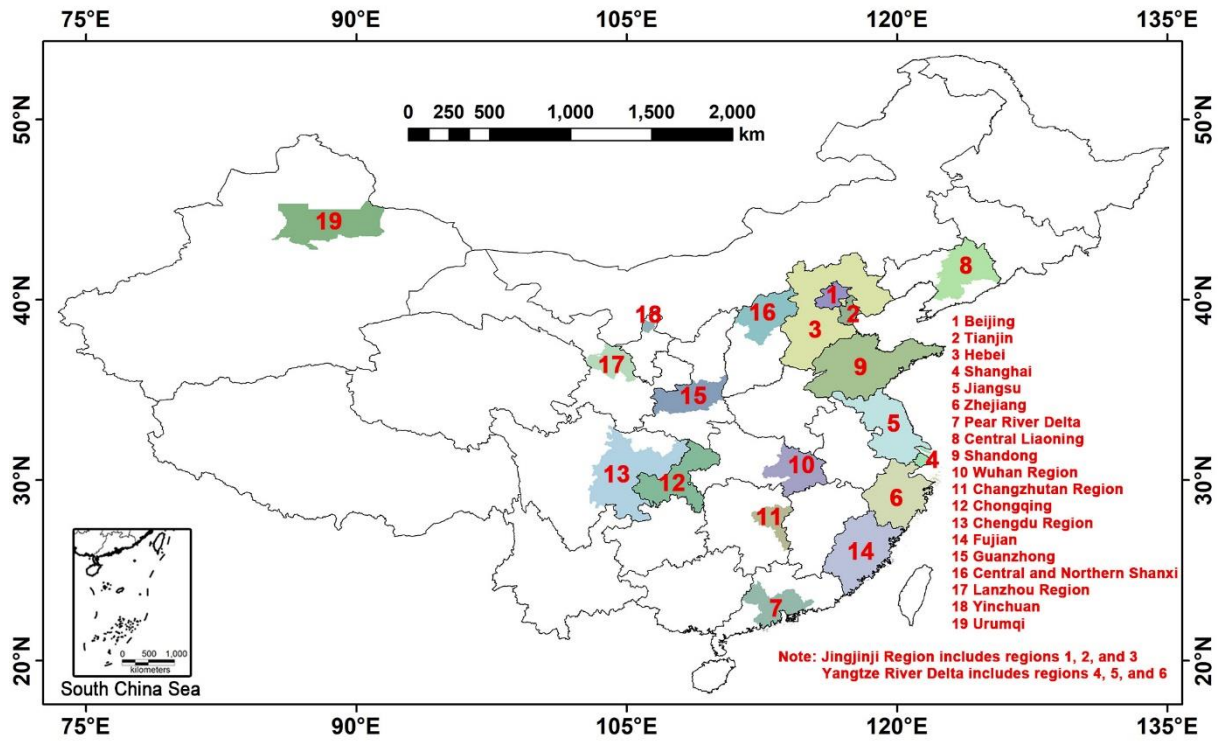 75°E 90°E 105°E 120°E 135°E
0 250 500 1,000 1,500 2,000
km
50°N 50°N
40°N 40°N
30°N 30°N
20°N 20°N
19
8
1
18
16
2
3
17
9
15
5
4
10
13
12
6
11
14
7
1 Beijing
2 Tianjin
3 Hebei
4 Shanghai
5 Jiangsu
6 Zhejiang
7 Pear River Delta
8 Central Liaoning
9 Shandong
10 Wuhan Region
11 Changzhutan Region
12 Chongqing
13 Chengdu Region
14 Fujian
15 Guanzhong
16 Central and Northern Shanxi
17 Lanzhou Region
18 Yinchuan
19 Urumqi
Note: Jingjinji Region includes regions 1, 2, and 3
Yangtze River Delta includes regions 4, 5, and 6
0 500 1,000
kilometers
South China Sea
75°E 90°E 105°E 120°E 135°E